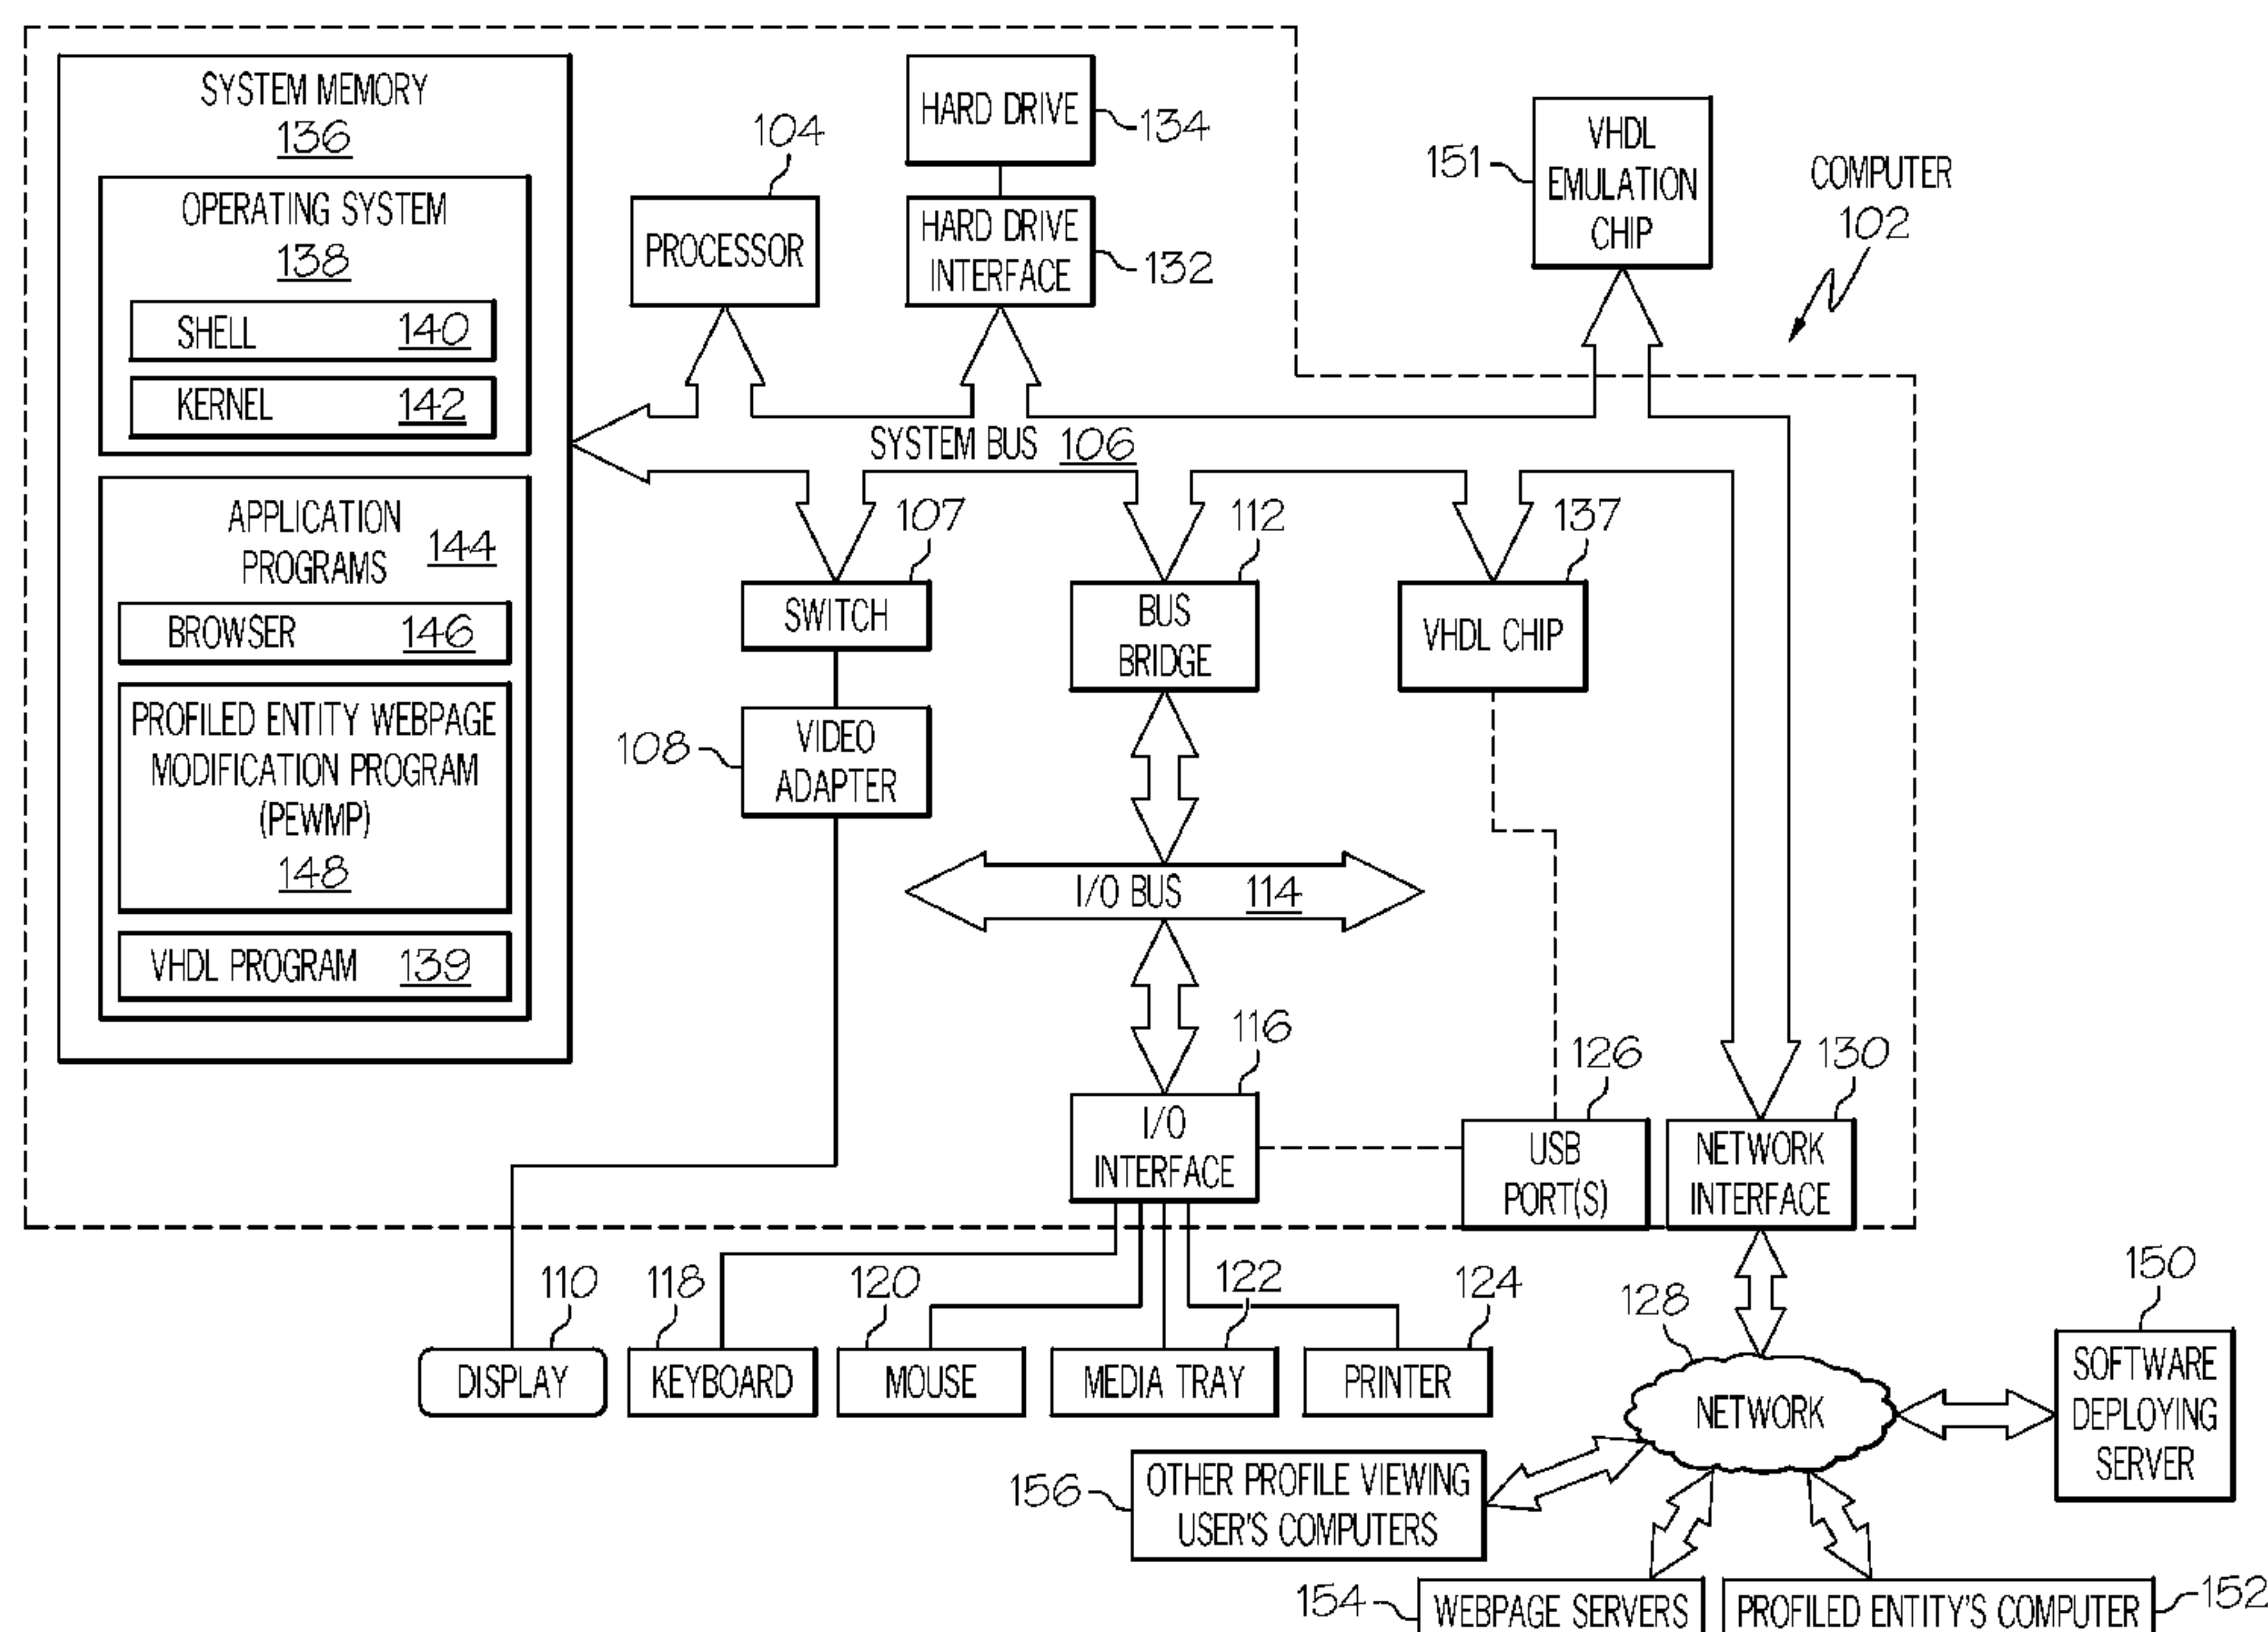 SYSTEM MEMORY
136
OPERATING SYSTEM
138
SHELL 140
KERNEL 142
APPLICATION
PROGRAMS 144
BROWSER 146
PROFILED ENTITY WEBPAGE
MODIFICATION PROGRAM
(PEWMP)
148
VHDL PROGRAM 139
104
PROCESSOR
HARD DRIVE
134
HARD DRIVE
INTERFACE
132
151
VHDL
EMULATION
CHIP
COMPUTER
102
SYSTEM BUS 106
107
SWITCH
108
VIDEO
ADAPTER
112
BUS
BRIDGE
137
VHDL CHIP
I/O BUS 114
116
I/O
INTERFACE
126
USB
PORT(S)
130
NETWORK
INTERFACE
110
DISPLAY
118
KEYBOARD
120
MOUSE
122
MEDIA TRAY
124
PRINTER
128
NETWORK
150
SOFTWARE
DEPLOYING
SERVER
156
OTHER PROFILE VIEWING
USER'S COMPUTERS
154
WEBPAGE SERVERS
PROFILED ENTITY'S COMPUTER
152